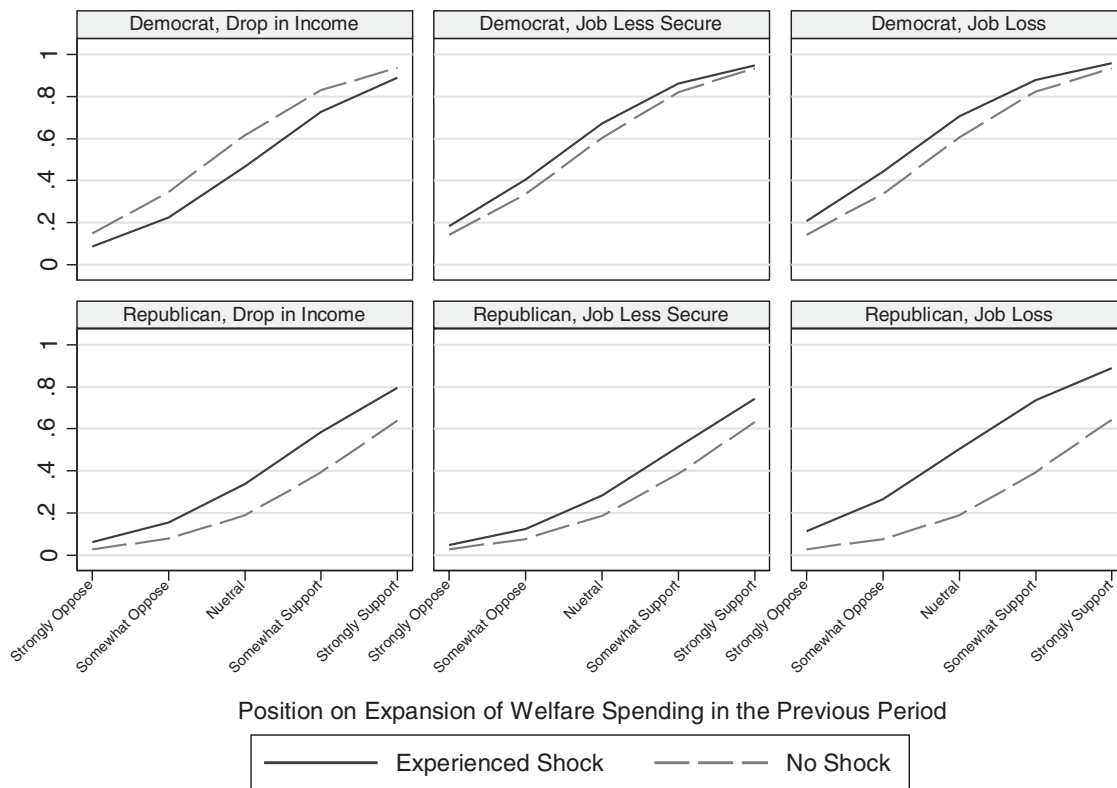 Democrat, Drop in Income
Democrat, Job Less Secure
Democrat, Job Loss
1
.8
.6
.4
.2
0
Republican, Drop in Income
Republican, Job Less Secure
Republican, Job Loss
1
.8
.6
.4
.2
0
Strongly Oppose
Somewhat Oppose
Nuetral
Somewhat Support
Strongly Support
Strongly Oppose
Somewhat Oppose
Nuetral
Somewhat Support
Strongly Support
Strongly Oppose
Somewhat Oppose
Nuetral
Somewhat Support
Strongly Support
Position on Expansion of Welfare Spending in the Previous Period
Experienced Shock
No Shock